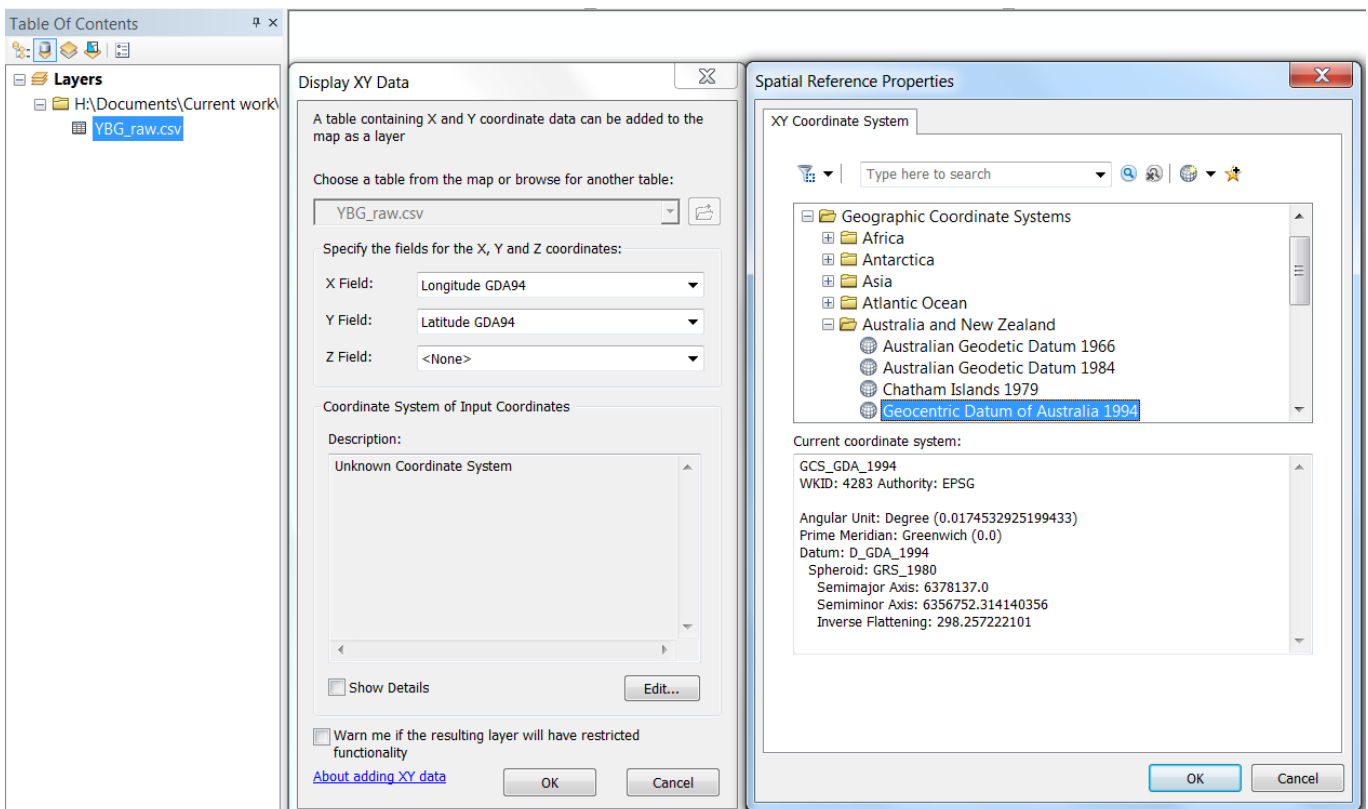 Table Of Contents
Layers
H:\Documents\Current work\
YBG_raw.csv
Display XY Data
A table containing X and Y coordinate data can be added to the
map as a layer
Choose a table from the map or browse for another table:
YBG_raw.csv
Specify the fields for the X, Y and Z coordinates:
X Field:
Longitude GDA94
Y Field:
Latitude GDA94
Z Field:
<None>
Coordinate System of Input Coordinates
Description:
Unknown Coordinate System
Show Details
Edit...
Warn me if the resulting layer will have restricted
functionality
About adding XY data
OK
Cancel
Spatial Reference Properties
XY Coordinate System
Type here to search
Geographic Coordinate Systems
Africa
Antarctica
Asia
Atlantic Ocean
Australia and New Zealand
Australian Geodetic Datum 1966
Australian Geodetic Datum 1984
Chatham Islands 1979
Geocentric Datum of Australia 1994
Current coordinate system:
GCS_GDA_1994
WKID: 4283 Authority: EPSG
Angular Unit: Degree (0.0174532925199433)
Prime Meridian: Greenwich (0.0)
Datum: D_GDA_1994
Spheroid: GRS_1980
Semimajor Axis: 6378137.0
Semiminor Axis: 6356752.314140356
Inverse Flattening: 298.257222101
OK
Cancel